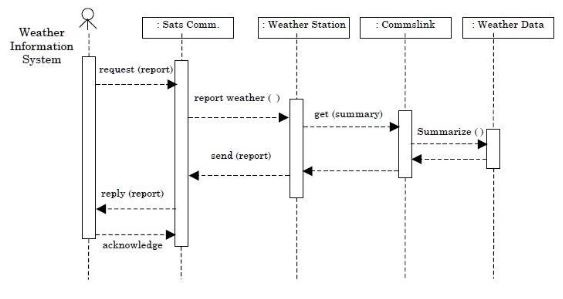 Weather
Information
System
: Sats Comm.
: Weather Station
: Commslink
: Weather Data
request (report)
report weather ( )
get (summary)
Summarize ( )
send (report)
reply (report)
acknowledge